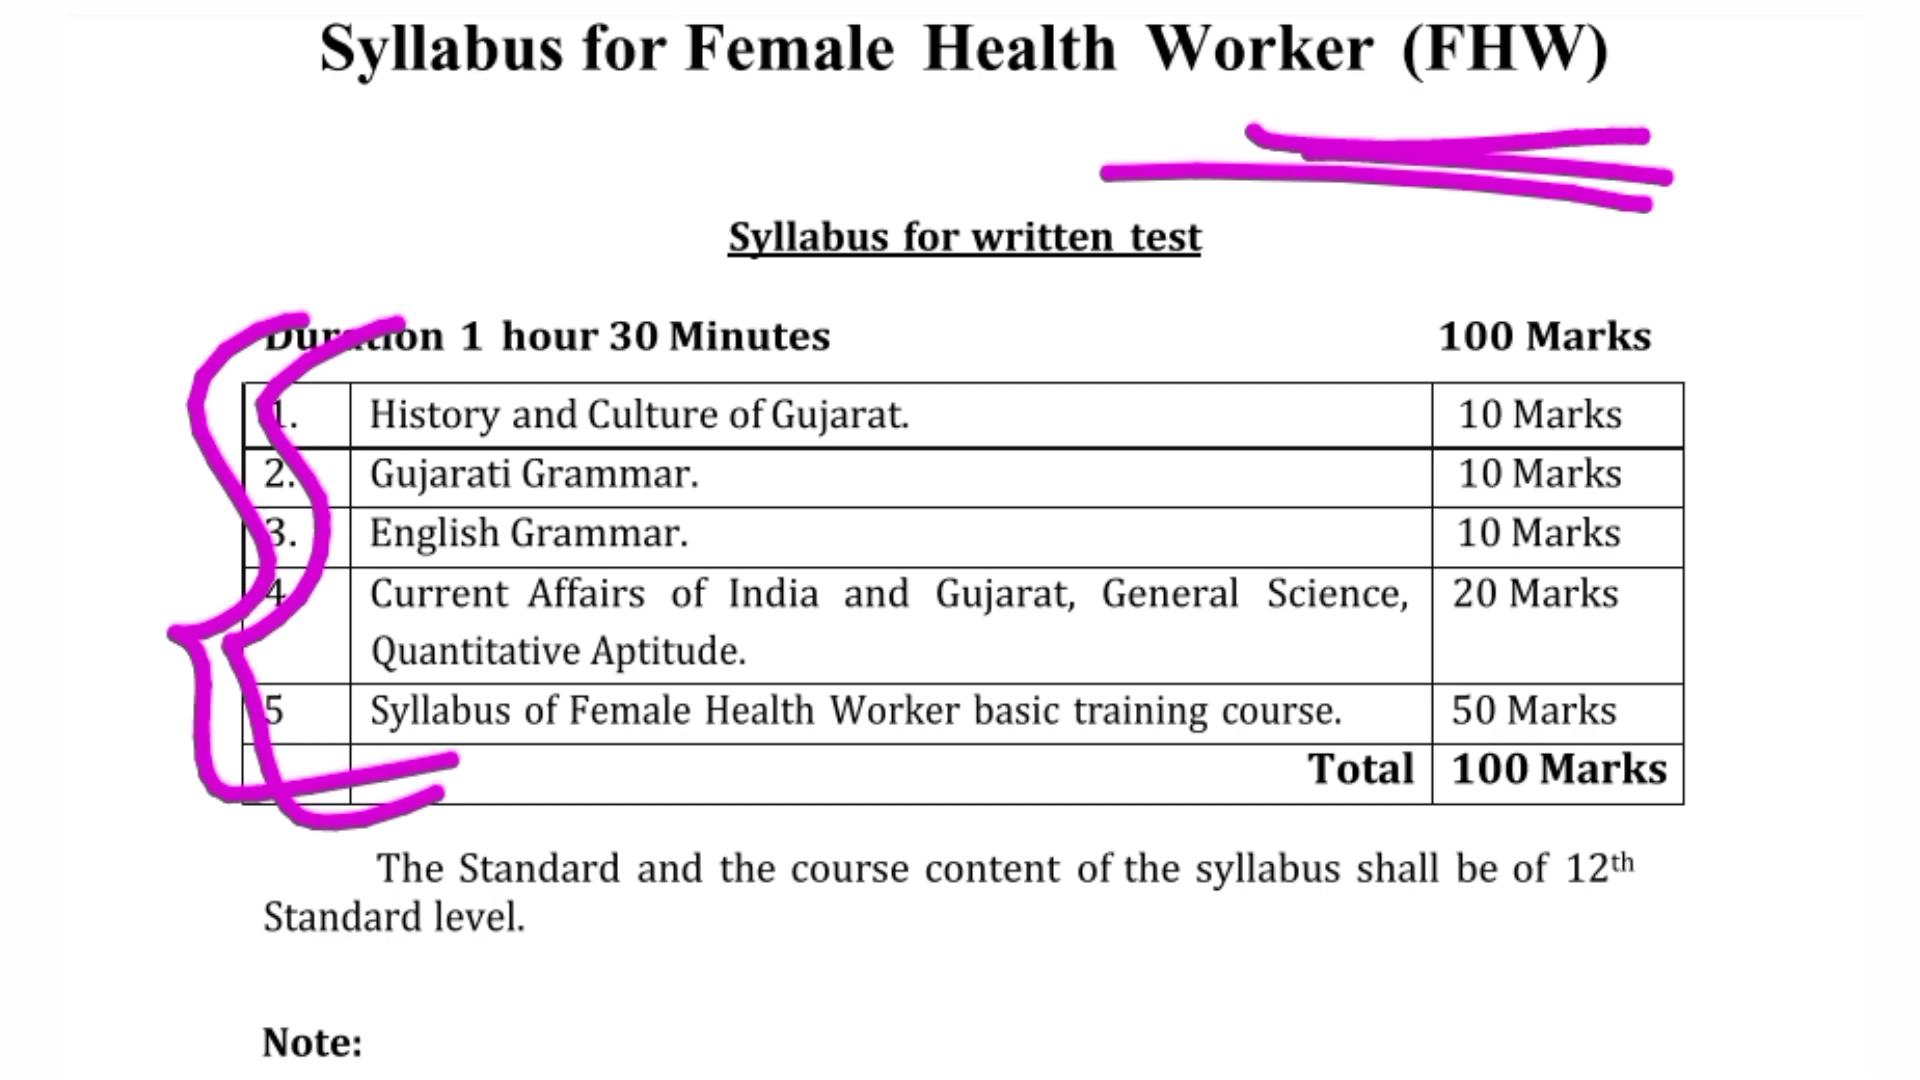 Syllabus for Female Health Worker (FHW)
Syllabus for written test
Duration 1 hour 30 Minutes 100 Marks
1. History and Culture of Gujarat. 10 Marks
2. Gujarati Grammar. 10 Marks
3. English Grammar. 10 Marks
4 Current Affairs of India and Gujarat, General Science, 20 Marks
Quantitative Aptitude.
5 Syllabus of Female Health Worker basic training course. 50 Marks
Total 100 Marks
The Standard and the course content of the syllabus shall be of 12th
Standard level.
Note: